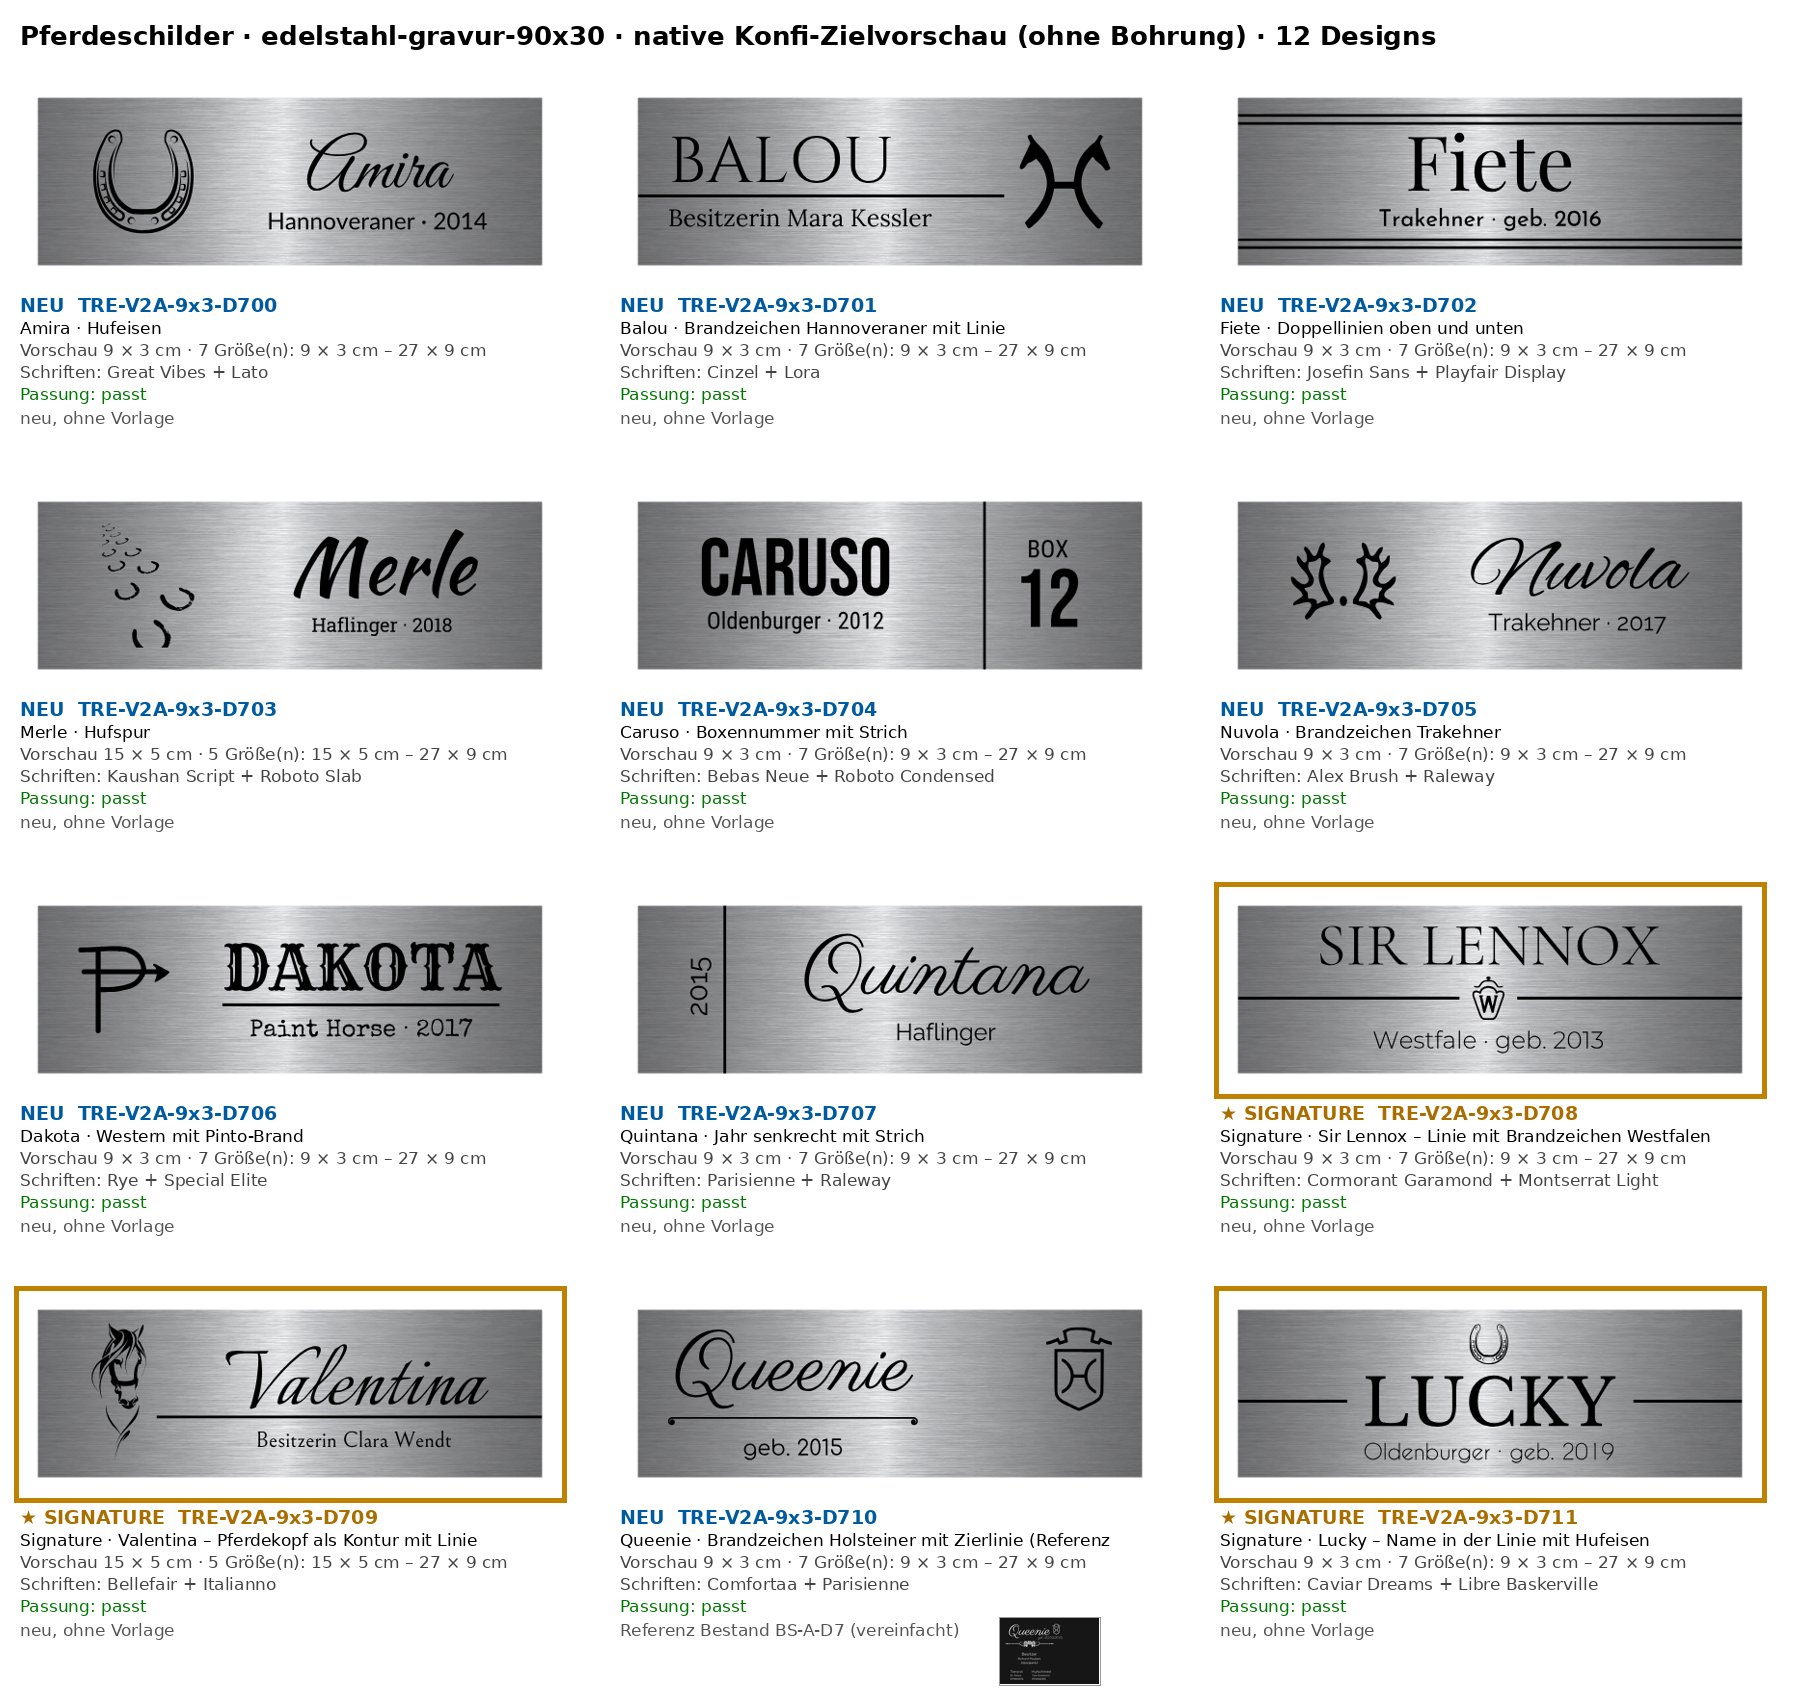 Pferdeschilder · edelstahl-gravur-90x30 · native Konfi-Zielvorschau (ohne Bohrung) · 12 Designs
Amira
Hannoveraner · 2014
NEU TRE-V2A-9x3-D700
Amira · Hufeisen
Vorschau 9 × 3 cm · 7 Größe(n): 9 × 3 cm – 27 × 9 cm
Schriften: Great Vibes + Lato
Passung: passt
neu, ohne Vorlage
BALOU
Besitzerin Mara Kessler
NEU TRE-V2A-9x3-D701
Balou · Brandzeichen Hannoveraner mit Linie
Vorschau 9 × 3 cm · 7 Größe(n): 9 × 3 cm – 27 × 9 cm
Schriften: Cinzel + Lora
Passung: passt
neu, ohne Vorlage
Fiete
Trakehner · geb. 2016
NEU TRE-V2A-9x3-D702
Fiete · Doppellinien oben und unten
Vorschau 9 × 3 cm · 7 Größe(n): 9 × 3 cm – 27 × 9 cm
Schriften: Josefin Sans + Playfair Display
Passung: passt
neu, ohne Vorlage
Merle
Haflinger · 2018
NEU TRE-V2A-9x3-D703
Merle · Hufspur
Vorschau 15 × 5 cm · 5 Größe(n): 15 × 5 cm – 27 × 9 cm
Schriften: Kaushan Script + Roboto Slab
Passung: passt
neu, ohne Vorlage
CARUSO
Oldenburger · 2012
BOX
12
NEU TRE-V2A-9x3-D704
Caruso · Boxennummer mit Strich
Vorschau 9 × 3 cm · 7 Größe(n): 9 × 3 cm – 27 × 9 cm
Schriften: Bebas Neue + Roboto Condensed
Passung: passt
neu, ohne Vorlage
Nuvola
Trakehner · 2017
NEU TRE-V2A-9x3-D705
Nuvola · Brandzeichen Trakehner
Vorschau 9 × 3 cm · 7 Größe(n): 9 × 3 cm – 27 × 9 cm
Schriften: Alex Brush + Raleway
Passung: passt
neu, ohne Vorlage
DAKOTA
Paint Horse · 2017
NEU TRE-V2A-9x3-D706
Dakota · Western mit Pinto-Brand
Vorschau 9 × 3 cm · 7 Größe(n): 9 × 3 cm – 27 × 9 cm
Schriften: Rye + Special Elite
Passung: passt
neu, ohne Vorlage
2015
Quintana
Haflinger
NEU TRE-V2A-9x3-D707
Quintana · Jahr senkrecht mit Strich
Vorschau 9 × 3 cm · 7 Größe(n): 9 × 3 cm – 27 × 9 cm
Schriften: Parisienne + Raleway
Passung: passt
neu, ohne Vorlage
SIR LENNOX
W
Westfale · geb. 2013
★ SIGNATURE TRE-V2A-9x3-D708
Signature · Sir Lennox – Linie mit Brandzeichen Westfalen
Vorschau 9 × 3 cm · 7 Größe(n): 9 × 3 cm – 27 × 9 cm
Schriften: Cormorant Garamond + Montserrat Light
Passung: passt
neu, ohne Vorlage
Valentina
Besitzerin Clara Wendt
★ SIGNATURE TRE-V2A-9x3-D709
Signature · Valentina – Pferdekopf als Kontur mit Linie
Vorschau 15 × 5 cm · 5 Größe(n): 15 × 5 cm – 27 × 9 cm
Schriften: Bellefair + Italianno
Passung: passt
neu, ohne Vorlage
Queenie
geb. 2015
NEU TRE-V2A-9x3-D710
Queenie · Brandzeichen Holsteiner mit Zierlinie (Referenz
Vorschau 9 × 3 cm · 7 Größe(n): 9 × 3 cm – 27 × 9 cm
Schriften: Comfortaa + Parisienne
Passung: passt
Referenz Bestand BS-A-D7 (vereinfacht)
Queenie
LUCKY
Oldenburger · geb. 2019
★ SIGNATURE TRE-V2A-9x3-D711
Signature · Lucky – Name in der Linie mit Hufeisen
Vorschau 9 × 3 cm · 7 Größe(n): 9 × 3 cm – 27 × 9 cm
Schriften: Caviar Dreams + Libre Baskerville
Passung: passt
neu, ohne Vorlage